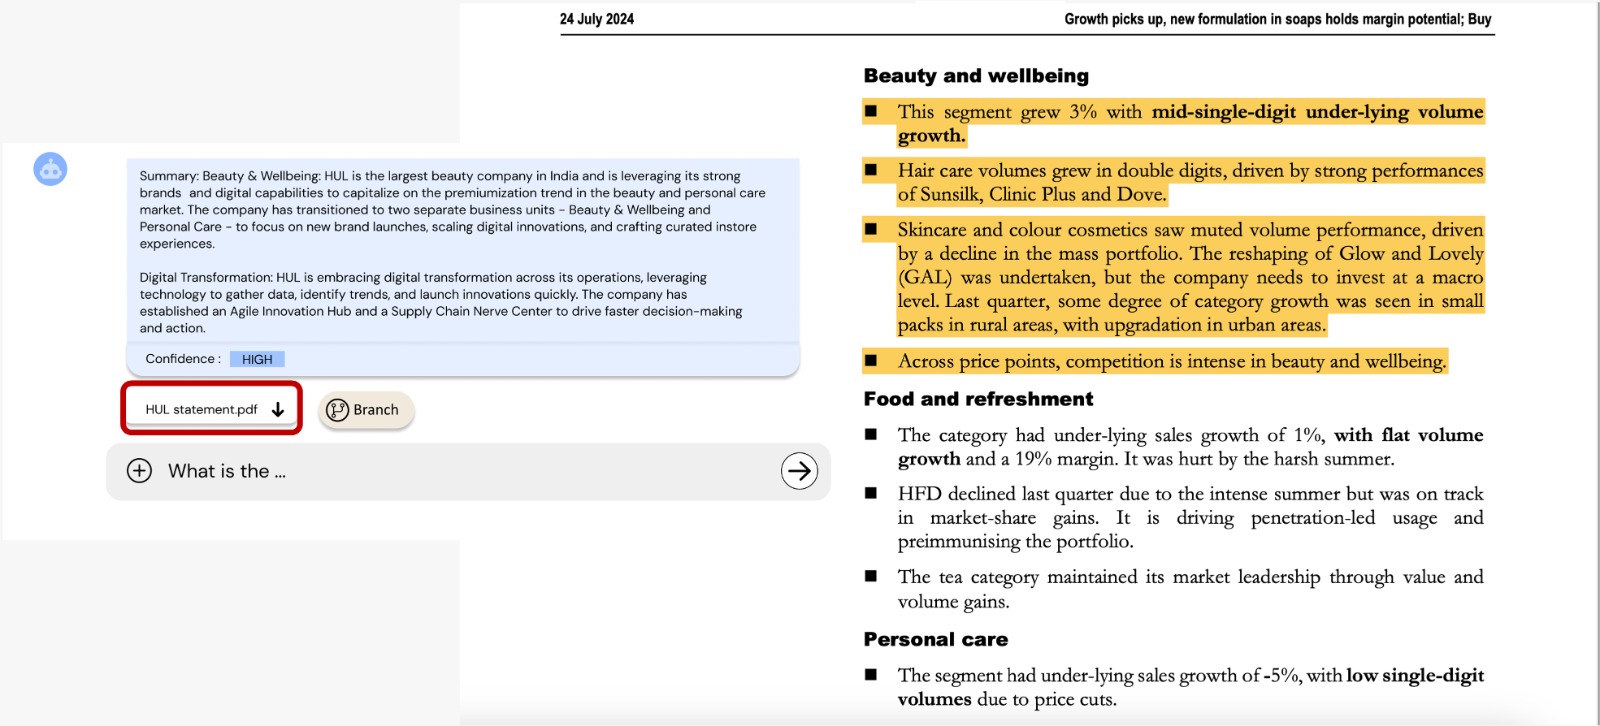 24 July 2024
Growth picks up, new formulation in soaps holds margin potential; Buy
Summary: Beauty & Wellbeing: HUL is the largest beauty company in India and is leveraging its strong
brands and digital capabilities to capitalize on the premiumization trend in the beauty and personal care
market. The company has transitioned to two separate business units - Beauty & Wellbeing and
Personal Care - to focus on new brand launches, scaling digital innovations, and crafting curated instore
experiences.
Digital Transformation: HUL is embracing digital transformation across its operations, leveraging
technology to gather data, identify trends, and launch innovations quickly. The company has
established an Agile Innovation Hub and a Supply Chain Nerve Center to drive faster decision-making
and action.
Confidence : HIGH
HUL statement.pdf
Branch
What is the ...
Beauty and wellbeing
■ This segment grew 3% with mid-single-digit under-lying volume
growth.
■ Hair care volumes grew in double digits, driven by strong performances
of Sunsilk, Clinic Plus and Dove.
■ Skincare and colour cosmetics saw muted volume performance, driven
by a decline in the mass portfolio. The reshaping of Glow and Lovely
(GAL) was undertaken, but the company needs to invest at a macro
level. Last quarter, some degree of category growth was seen in small
packs in rural areas, with upgradation in urban areas.
■ Across price points, competition is intense in beauty and wellbeing.
Food and refreshment
■ The category had under-lying sales growth of 1%, with flat volume
growth and a 19% margin. It was hurt by the harsh summer.
■ HFD declined last quarter due to the intense summer but was on track
in market-share gains. It is driving penetration-led usage and
preimmunising the portfolio.
■ The tea category maintained its market leadership through value and
volume gains.
Personal care
■ The segment had under-lying sales growth of -5%, with low single-digit
volumes due to price cuts.